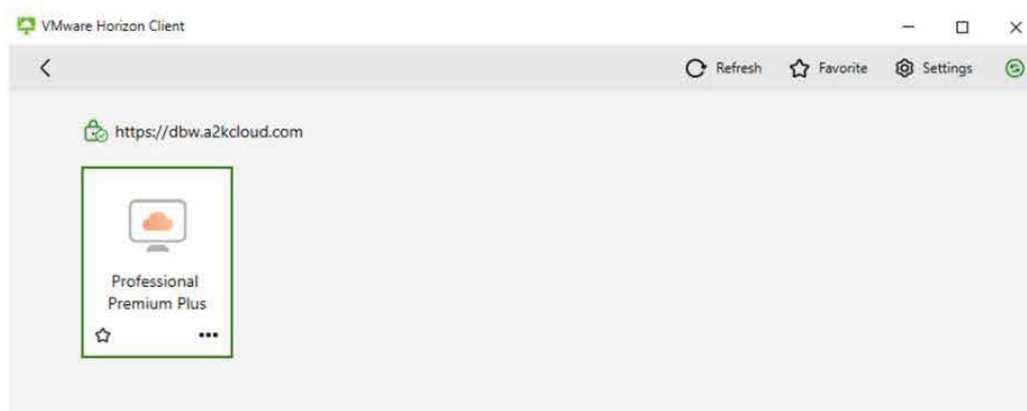 VMware Horizon Client
Refresh Favorite Settings
https://dbw.a2kcloud.com
Professional
Premium Plus